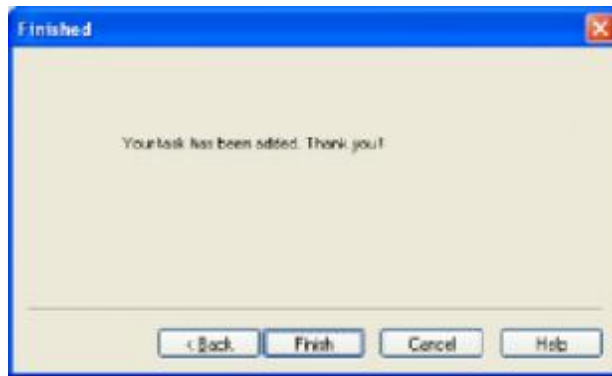 Finished
Your task has been added. Thank you!
< Back
Finish
Cancel
Help